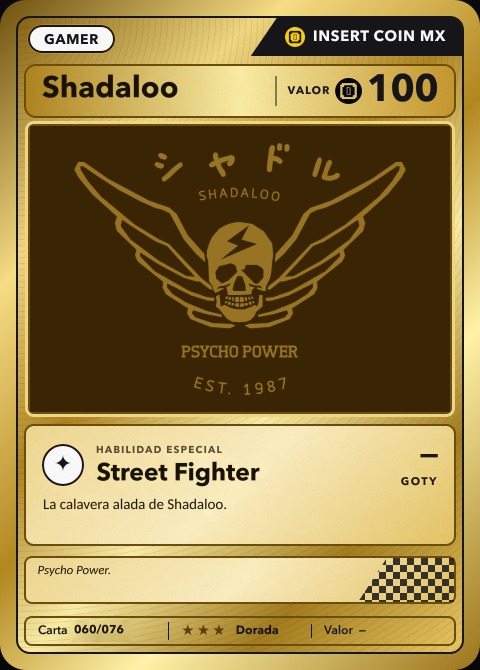 GAMER
INSERT COIN MX
Shadaloo
VALOR 100
シャドル
SHADALOO
PSYCHO POWER
EST. 1987
HABILIDAD ESPECIAL
Street Fighter
—
GOTY
La calavera alada de Shadaloo.
Psycho Power.
Carta 060/076 ★ ★ ★ Dorada Valor —